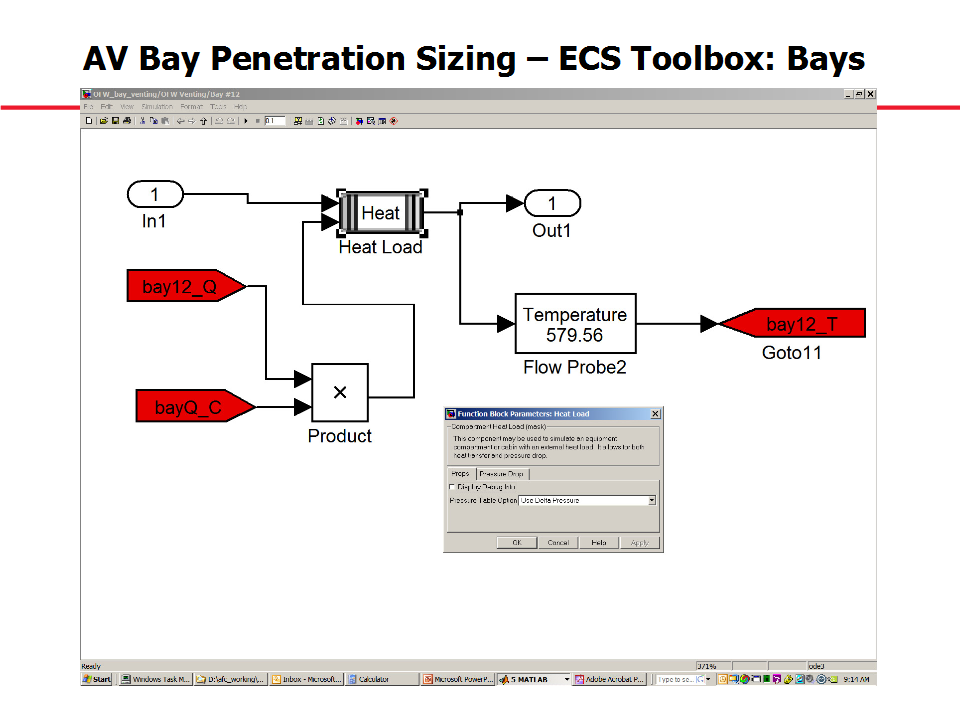 AV Bay Penetration Sizing – ECS Toolbox: Bays
OFW_bay_venting/OFW Venting/Bay #12
File Edit View Simulation Format Tools Help
0.1
1
In1
Heat
Heat Load
1
Out1
bay12_Q
Temperature
579.56
Flow Probe2
bay12_T
Goto11
bayQ_C
×
Product
Function Block Parameters: Heat Load
Compartment Heat Load (mask)
This component may be used to simulate an equipment
compartment or cabin with an external heat load. It allows for both
heat transfer and pressure drop.
Props Pressure Drop
Display Debug Info
Pressure Table Option Use Delta Pressure
OK Cancel Help Apply
Ready 371% ode3
Start Windows Task M... D:\afc_working\... Inbox - Microsoft... Calculator Microsoft PowerP... 5 MATLAB Adobe Acrobat P... Type to se... 9:14 AM